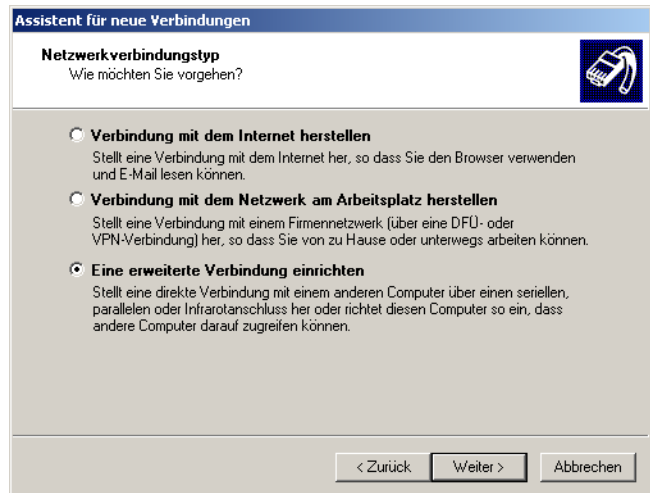 Assistent für neue Verbindungen
Netzwerkverbindungstyp
Wie möchten Sie vorgehen?
Verbindung mit dem Internet herstellen
Stellt eine Verbindung mit dem Internet her, so dass Sie den Browser verwenden
und E-Mail lesen können.
Verbindung mit dem Netzwerk am Arbeitsplatz herstellen
Stellt eine Verbindung mit einem Firmennetzwerk (über eine DFÜ- oder
VPN-Verbindung) her, so dass Sie von zu Hause oder unterwegs arbeiten können.
Eine erweiterte Verbindung einrichten
Stellt eine direkte Verbindung mit einem anderen Computer über einen seriellen,
parallelen oder Infrarotanschluss her oder richtet diesen Computer so ein, dass
andere Computer darauf zugreifen können.
< Zurück Weiter > Abbrechen